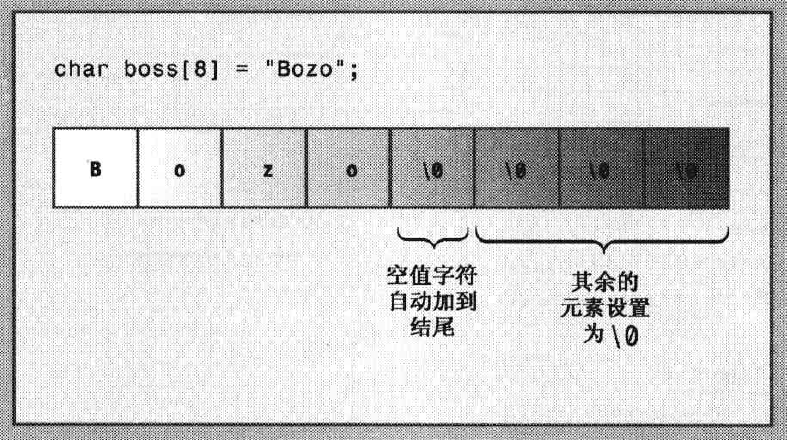 char boss[8] = "Bozo";
B o z o \0 \0 \0 \0
空值字符
自动加到
结尾
其余的
元素设置
为 \0